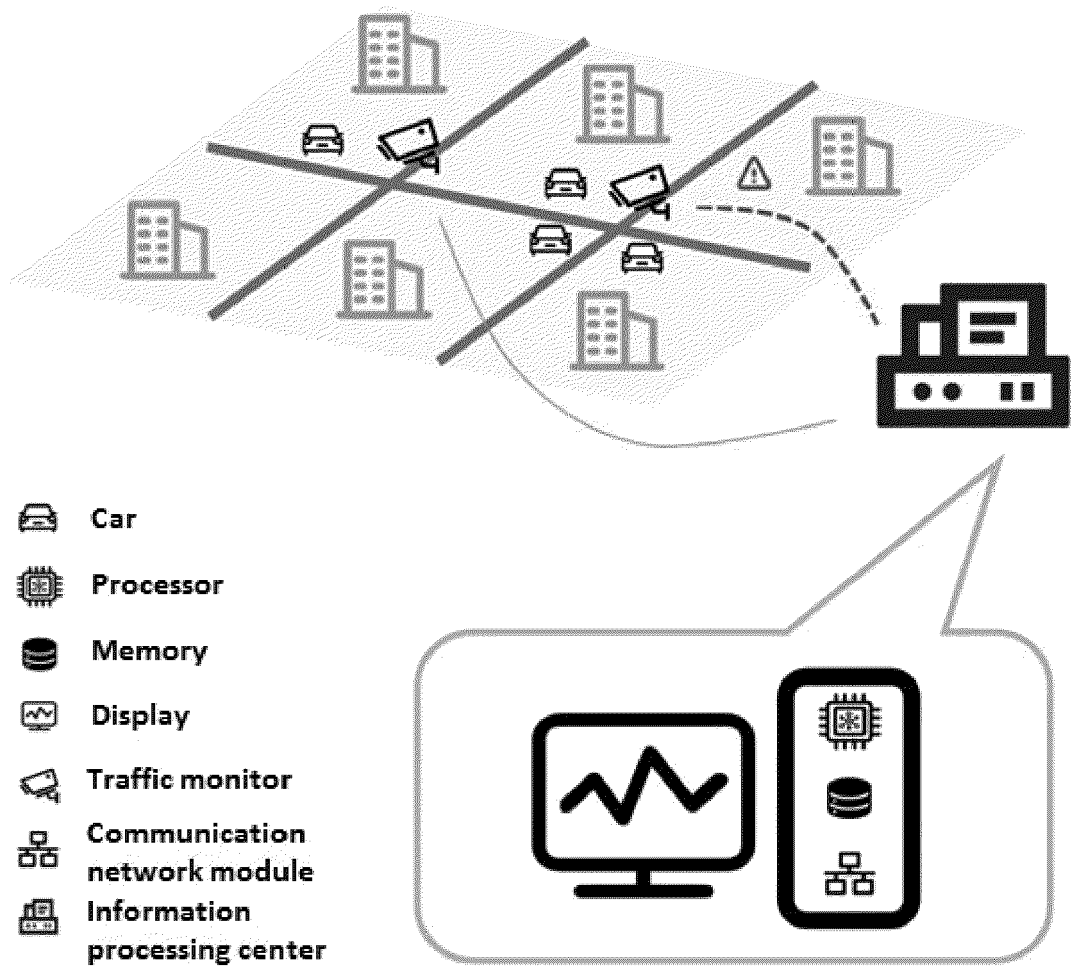 Car
Processor
Memory
Display
Traffic monitor
Communication
network module
Information
processing center